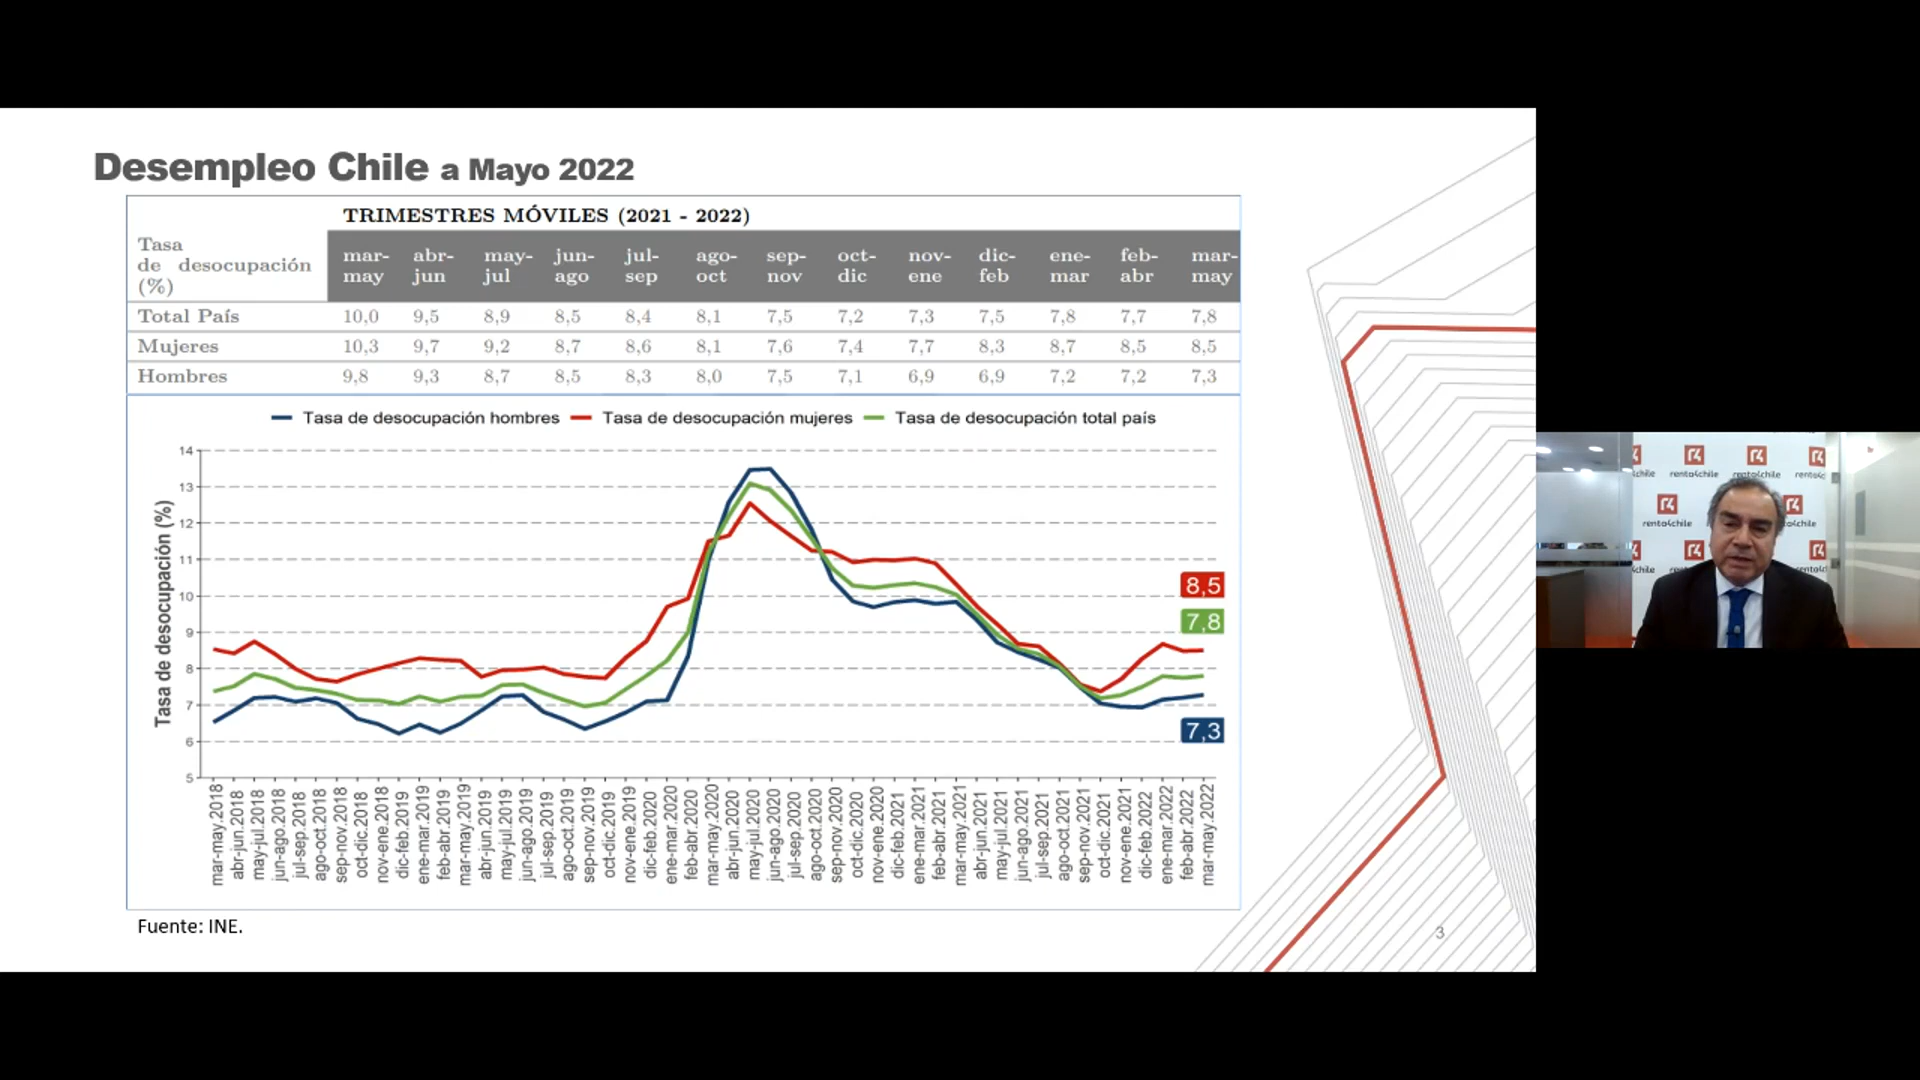 Desempleo Chile a Mayo 2022
TRIMESTRES MÓVILES (2021 - 2022)
Tasa
de desocupación
(%)
mar-may abr-jun may-jul jun-ago jul-sep ago-oct sep-nov oct-dic nov-ene dic-feb ene-mar feb-abr mar-may
Total País 10,0 9,5 8,9 8,5 8,4 8,1 7,5 7,2 7,3 7,5 7,8 7,7 7,8
Mujeres 10,3 9,7 9,2 8,7 8,6 8,1 7,6 7,4 7,7 8,3 8,7 8,5 8,5
Hombres 9,8 9,3 8,7 8,5 8,3 8,0 7,5 7,1 6,9 6,9 7,2 7,2 7,3
Tasa de desocupación hombres Tasa de desocupación mujeres Tasa de desocupación total país
Tasa de desocupación (%)
14
13
12
11
10
9
8
7
6
5
8,5
7,8
7,3
mar-may.2018
abr-jun.2018
may-jul.2018
jun-ago.2018
jul-sep.2018
ago-oct.2018
sep-nov.2018
oct-dic.2018
nov-ene.2018
dic-feb.2019
ene-mar.2019
feb-abr.2019
mar-may.2019
abr-jun.2019
may-jul.2019
jun-ago.2019
jul-sep.2019
ago-oct.2019
sep-nov.2019
oct-dic.2019
nov-ene.2019
dic-feb.2020
ene-mar.2020
feb-abr.2020
mar-may.2020
abr-jun.2020
may-jul.2020
jun-ago.2020
jul-sep.2020
ago-oct.2020
sep-nov.2020
oct-dic.2020
nov-ene.2020
dic-feb.2021
ene-mar.2021
feb-abr.2021
mar-may.2021
abr-jun.2021
may-jul.2021
jun-ago.2021
jul-sep.2021
ago-oct.2021
sep-nov.2021
oct-dic.2021
nov-ene.2021
dic-feb.2022
ene-mar.2022
feb-abr.2022
mar-may.2022
Fuente: INE.
3
renta4chile renta4chile
renta4chile